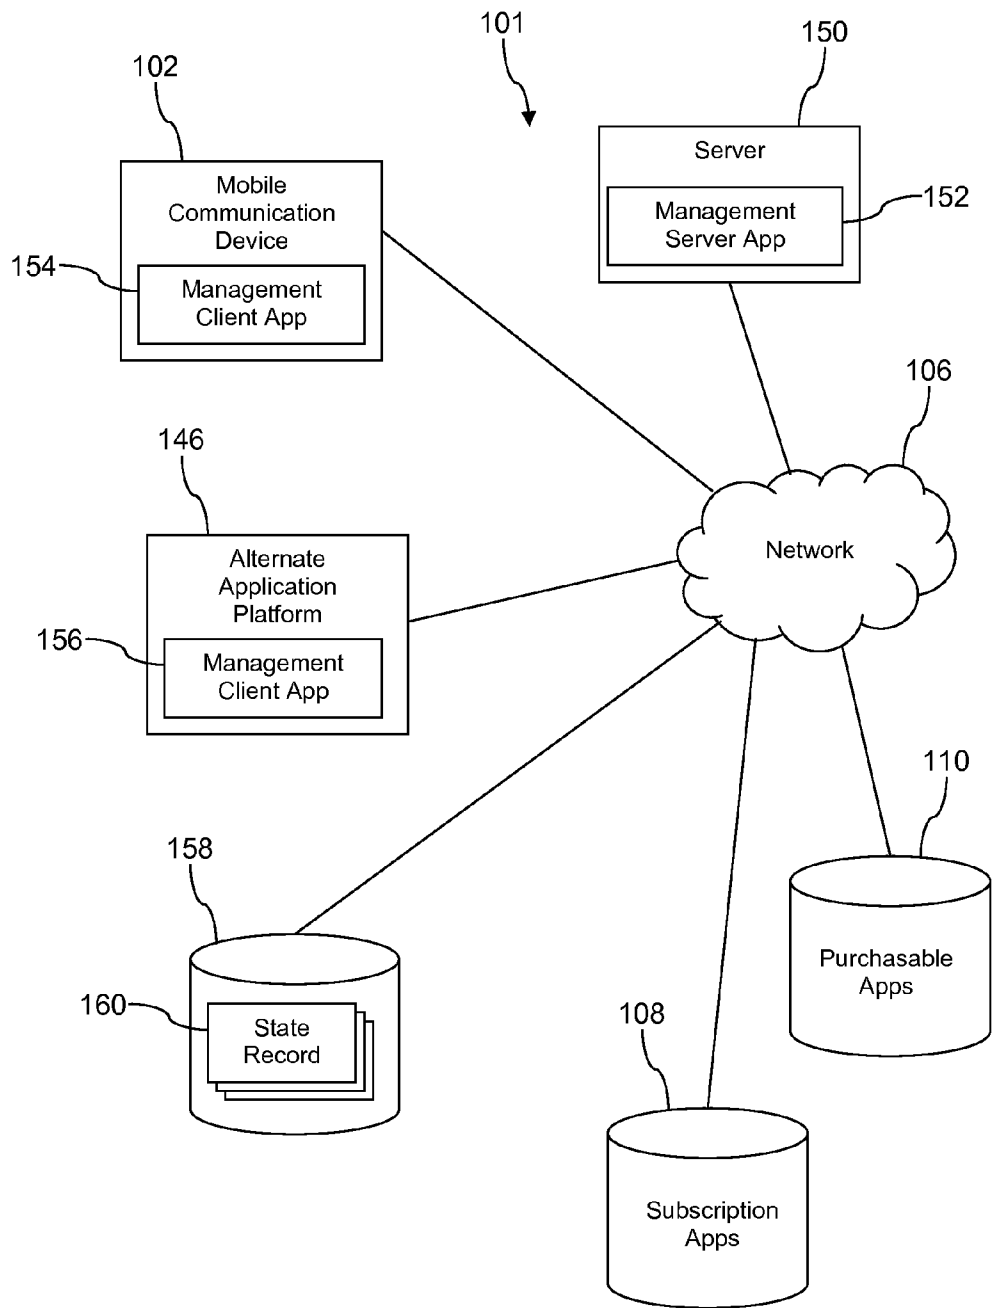 101
150
102
Server
Mobile
Communication
Device
Management
Server App
152
154
Management
Client App
106
146
Network
Alternate
Application
Platform
156
Management
Client App
110
158
Purchasable
Apps
160
State
Record
108
Subscription
Apps